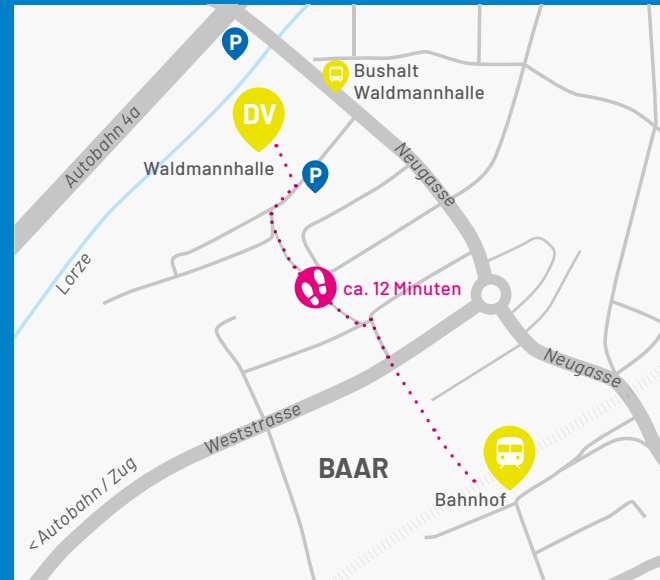 P
Bushalt
Waldmannhalle
DV
Autobahn 4a
Waldmannhalle
P
Neugasse
Lorze
ca. 12 Minuten
Neugasse
Weststrasse
BAAR
< Autobahn / Zug
Bahnhof